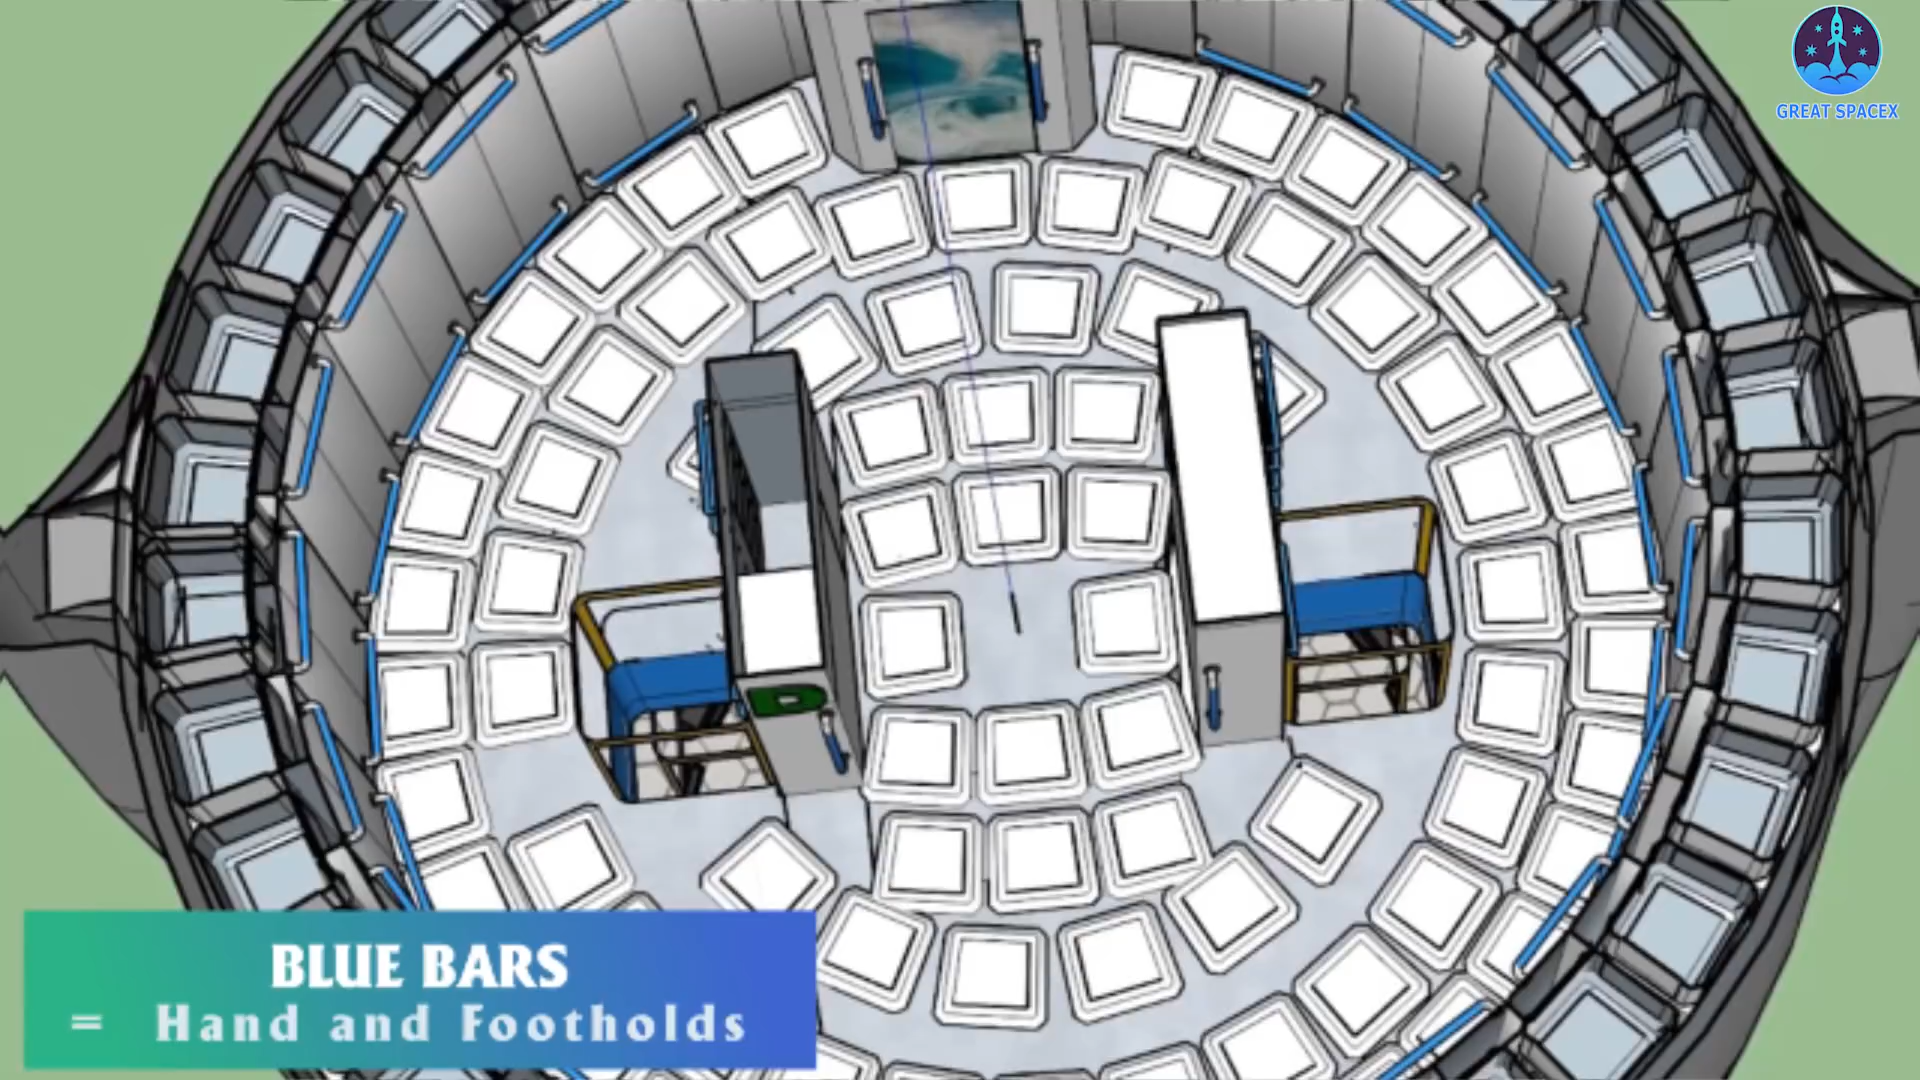 GREAT SPACEX
BLUE BARS
= Hand and Footholds